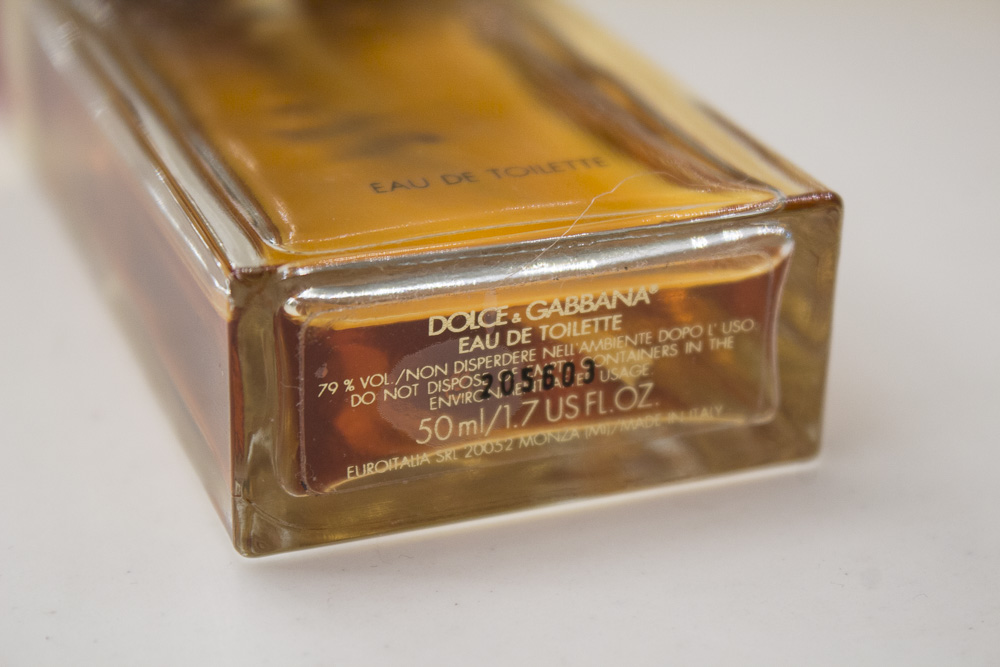 EAU DE TOILETTE
DOLCE & GABBANA®
EAU DE TOILETTE
79 % VOL./NON DISPERDERE NELL'AMBIENTE DOPO L' USO
DO NOT DISPOSE OF EMPTY CONTAINERS IN THE
ENVIRONMENT AFTER USAGE.
205603
50 ml/1.7 US FL.OZ.
EUROITALIA SRL 20052 MONZA (MI)/MADE IN ITALY